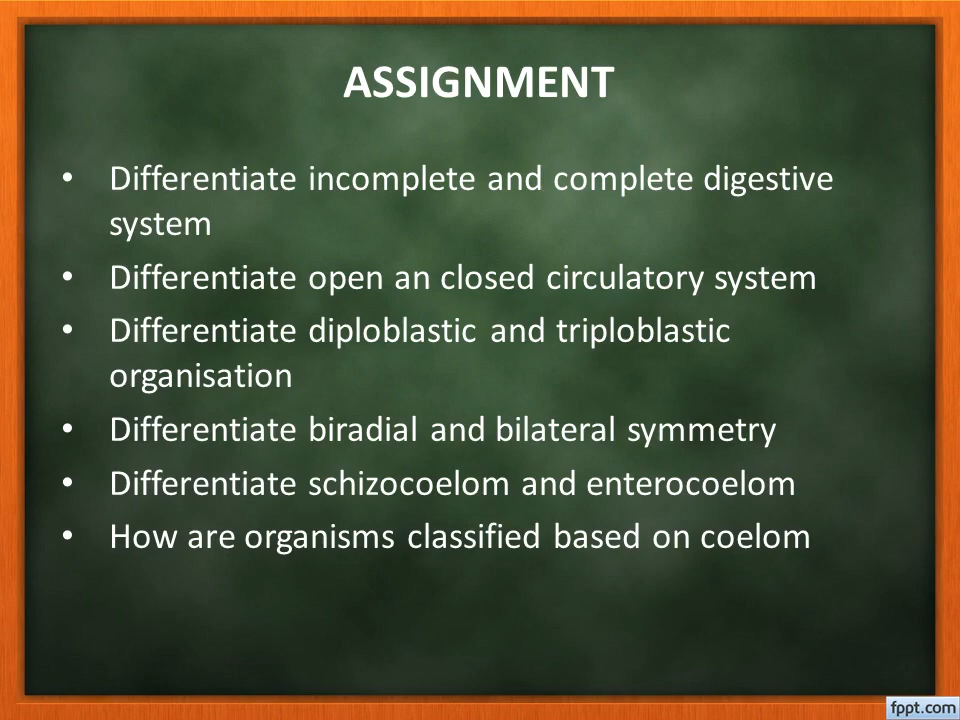 ASSIGNMENT
• Differentiate incomplete and complete digestive
system
• Differentiate open an closed circulatory system
• Differentiate diploblastic and triploblastic
organisation
• Differentiate biradial and bilateral symmetry
• Differentiate schizocoelom and enterocoelom
• How are organisms classified based on coelom
fppt.com